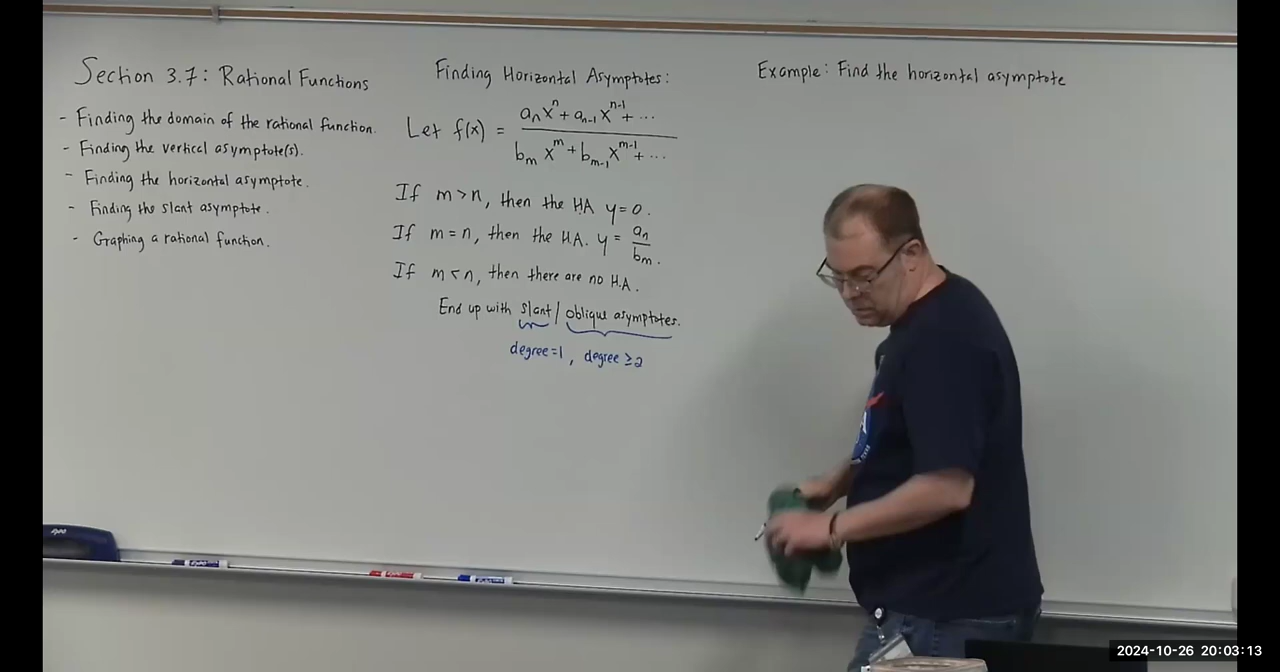 Section 3.7: Rational Functions
- Finding the domain of the rational function.
- Finding the vertical asymptote(s).
- Finding the horizontal asymptote.
- Finding the slant asymptote.
- Graphing a rational function.
Finding Horizontal Asymptotes:
Let f(x) = (aₙxⁿ + aₙ₋₁xⁿ⁻¹ + ...) / (bₘxᵐ + bₘ₋₁xᵐ⁻¹ + ...)
If m > n, then the HA y = 0.
If m = n, then the H.A. y = aₙ / bₘ.
If m < n, then there are no H.A.
End up with slant / oblique asymptotes.
degree = 1, degree ≥ 2
Example: Find the horizontal asymptote
2024-10-26 20:03:13